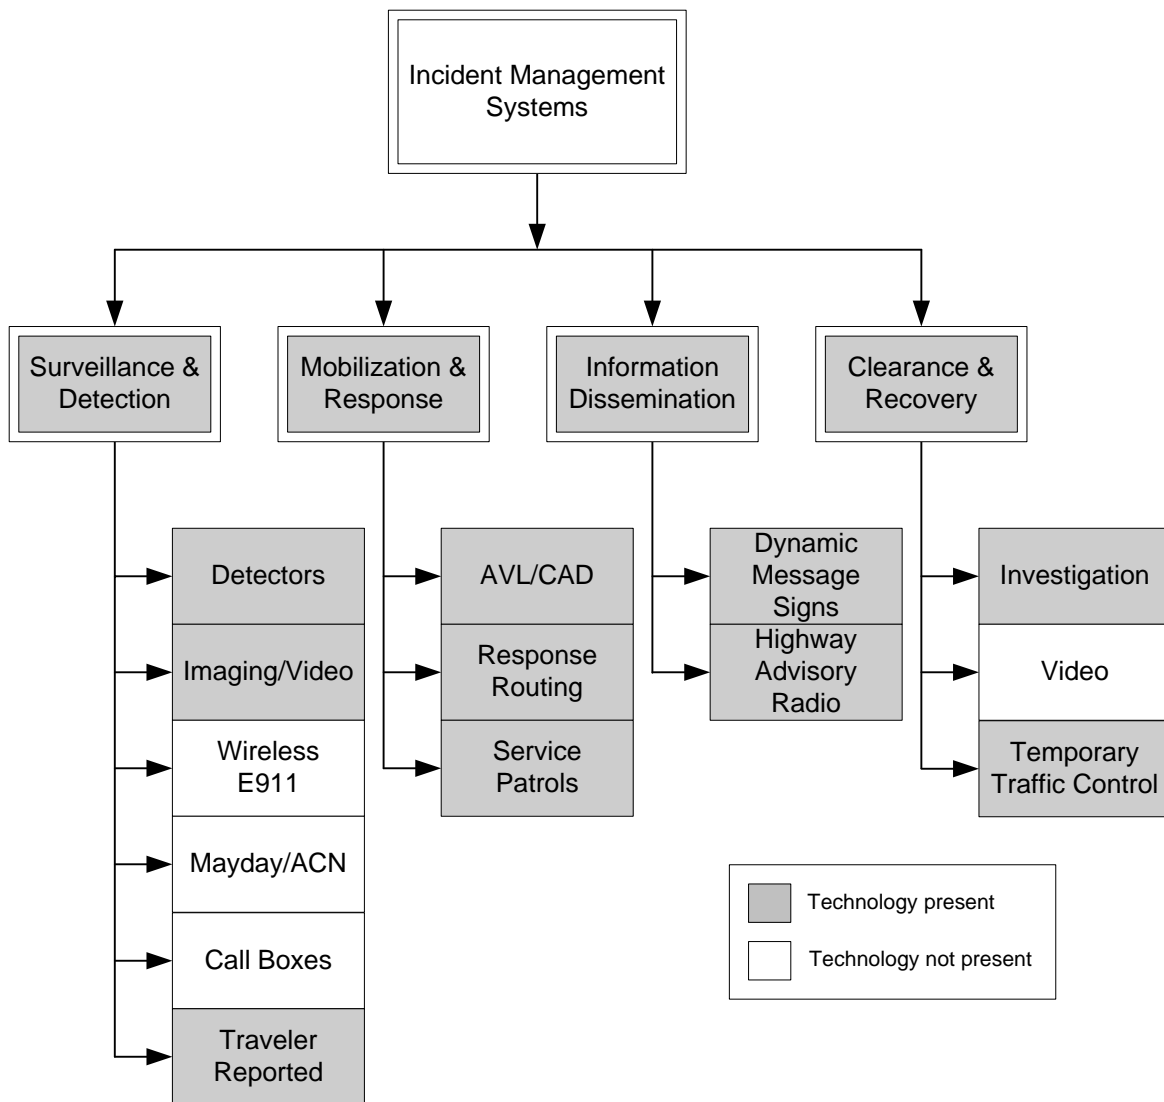 Incident Management
Systems
Surveillance &
Detection
Mobilization &
Response
Information
Dissemination
Clearance &
Recovery
Detectors
Imaging/Video
Wireless
E911
Mayday/ACN
Call Boxes
Traveler
Reported
AVL/CAD
Response
Routing
Service
Patrols
Dynamic
Message
Signs
Highway
Advisory
Radio
Investigation
Video
Temporary
Traffic Control
Technology present
Technology not present